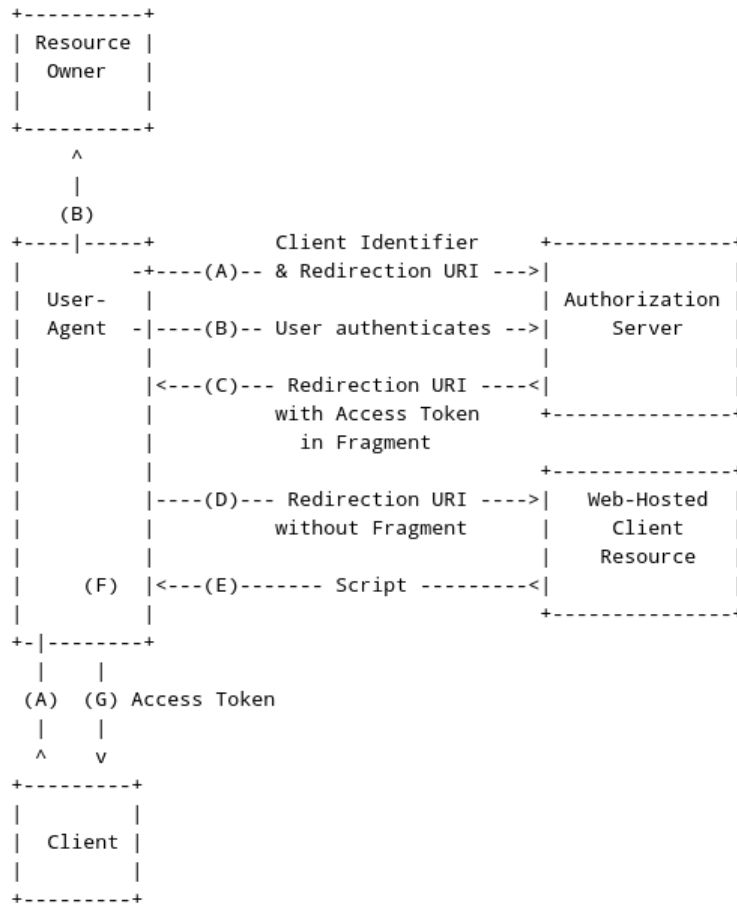 +----------+
| Resource |
|  Owner   |
|          |
+----------+
     ^
     |
    (B)
+----|-----+          Client Identifier     +---------------+
|         -+----(A)-- & Redirection URI --->|               |
|  User-   |                                | Authorization |
|  Agent  -|----(B)-- User authenticates -->|     Server    |
|          |                                |               |
|          |<---(C)--- Redirection URI ----<|               |
|          |          with Access Token     +---------------+
|          |            in Fragment
|          |                                +---------------+
|          |----(D)--- Redirection URI ---->|   Web-Hosted  |
|          |          without Fragment      |     Client    |
|          |                                |    Resource   |
|     (F)  |<---(E)------- Script ---------<|               |
|          |                                +---------------+
+-|--------+
  |    |
 (A)  (G) Access Token
  |    |
  ^    v
+---------+
|         |
|  Client |
|         |
+---------+